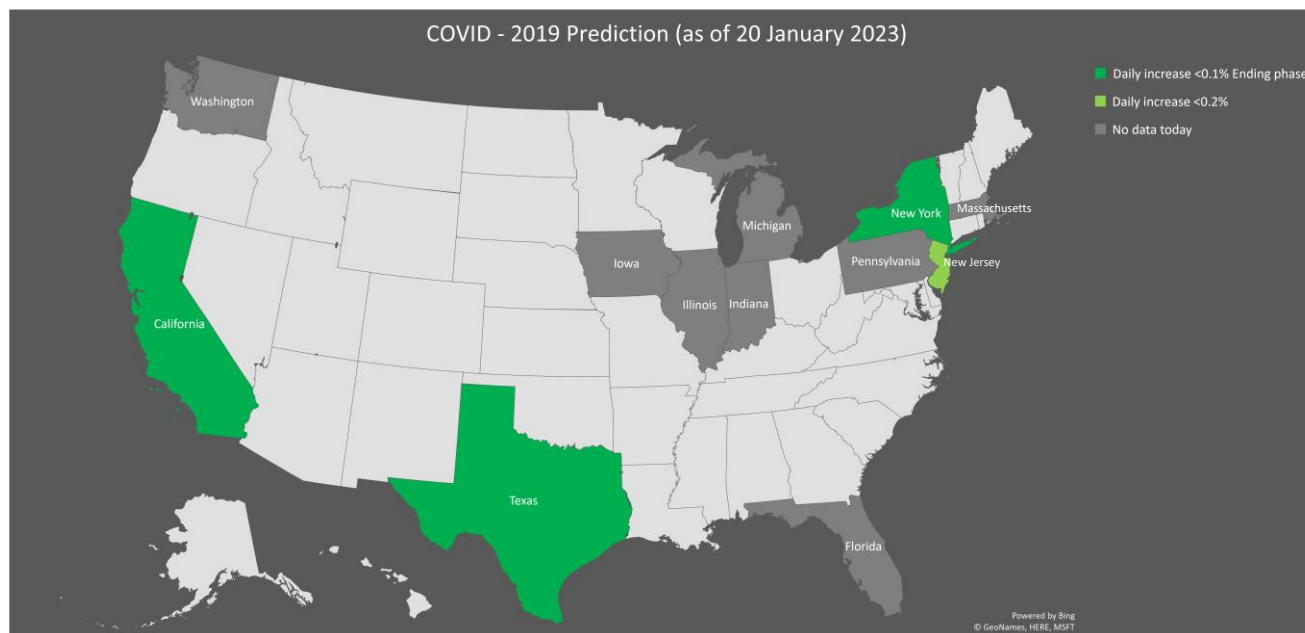 COVID - 2019 Prediction (as of 20 January 2023)
Daily increase <0.1% Ending phase
Daily increase <0.2%
No data today
Washington
New York
Massachusetts
Michigan
Iowa
Pennsylvania
New Jersey
Illinois
Indiana
California
Texas
Florida
Powered by Bing
© GeoNames, HERE, MSFT